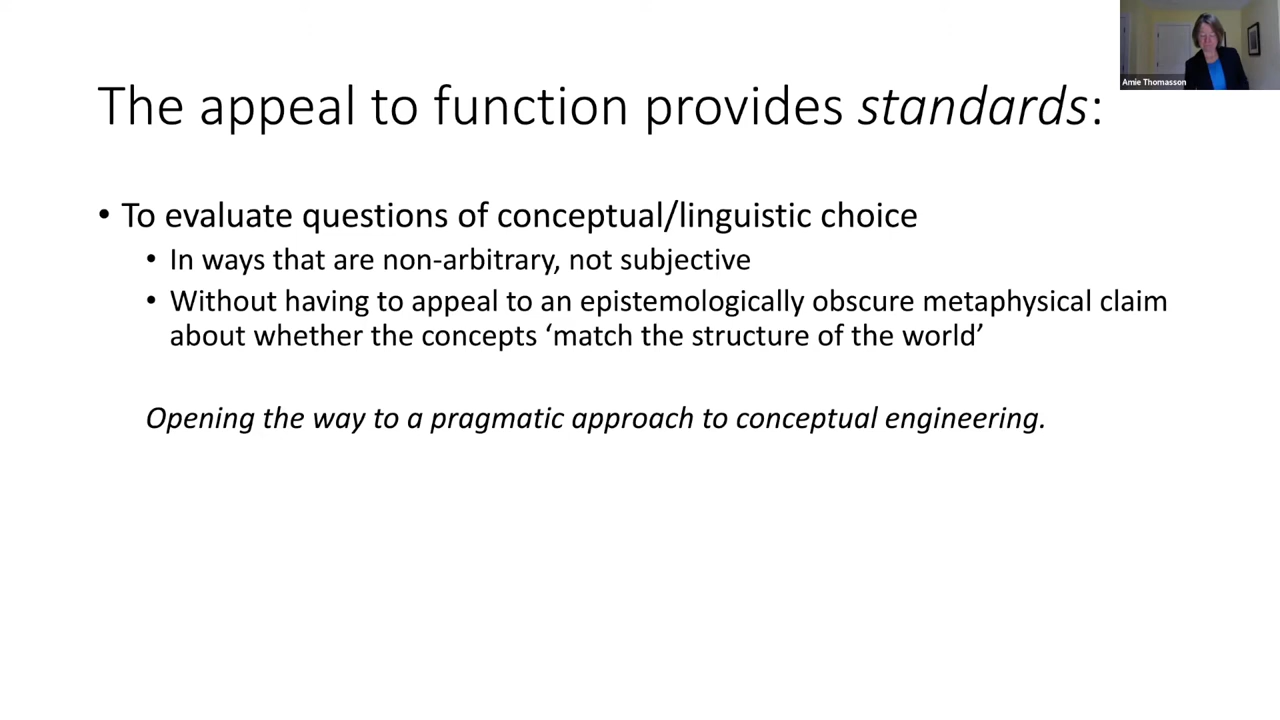 Amie Thomasson
The appeal to function provides standards:
• To evaluate questions of conceptual/linguistic choice
• In ways that are non-arbitrary, not subjective
• Without having to appeal to an epistemologically obscure metaphysical claim
about whether the concepts ‘match the structure of the world’
Opening the way to a pragmatic approach to conceptual engineering.